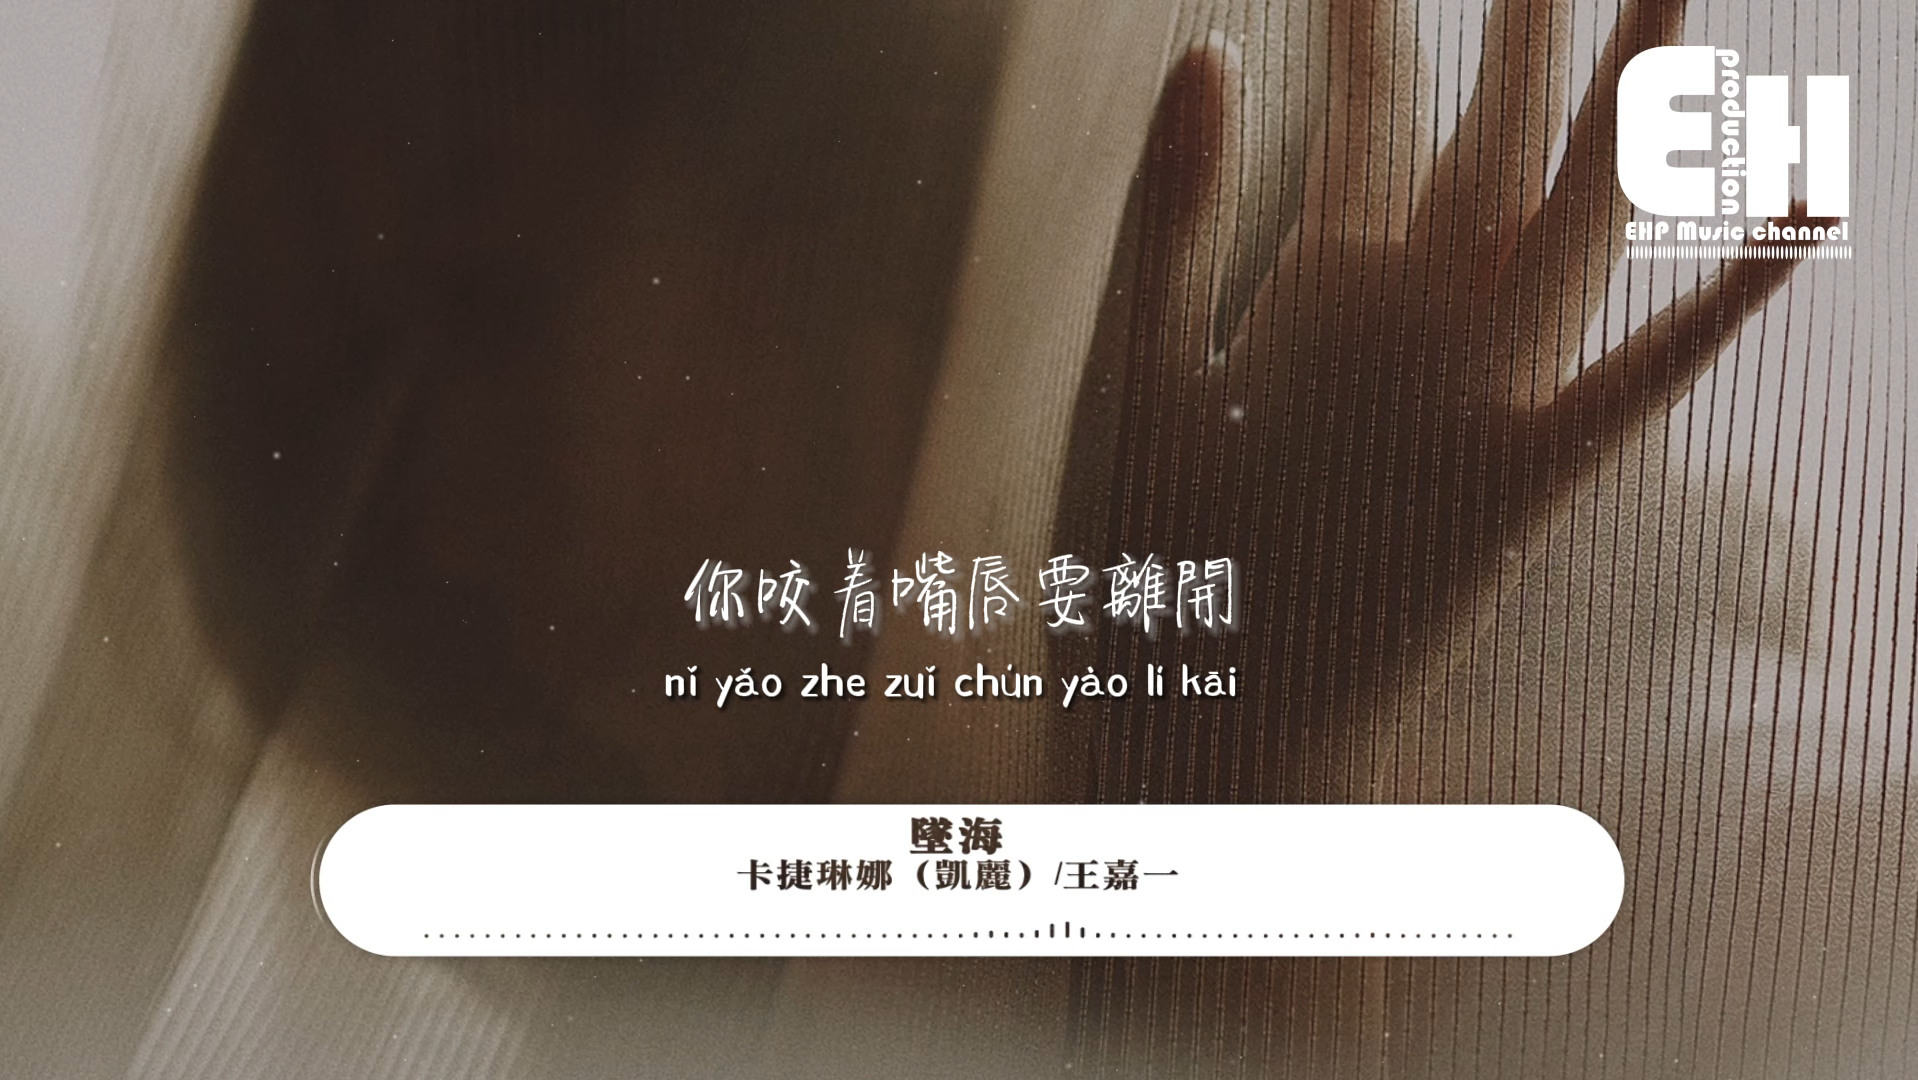 EH
production
EHP Music channel
你咬着嘴唇要離開
nǐ yǎo zhe zuǐ chún yào lí kāi
墜海
卡捷琳娜（凱麗）/王嘉一